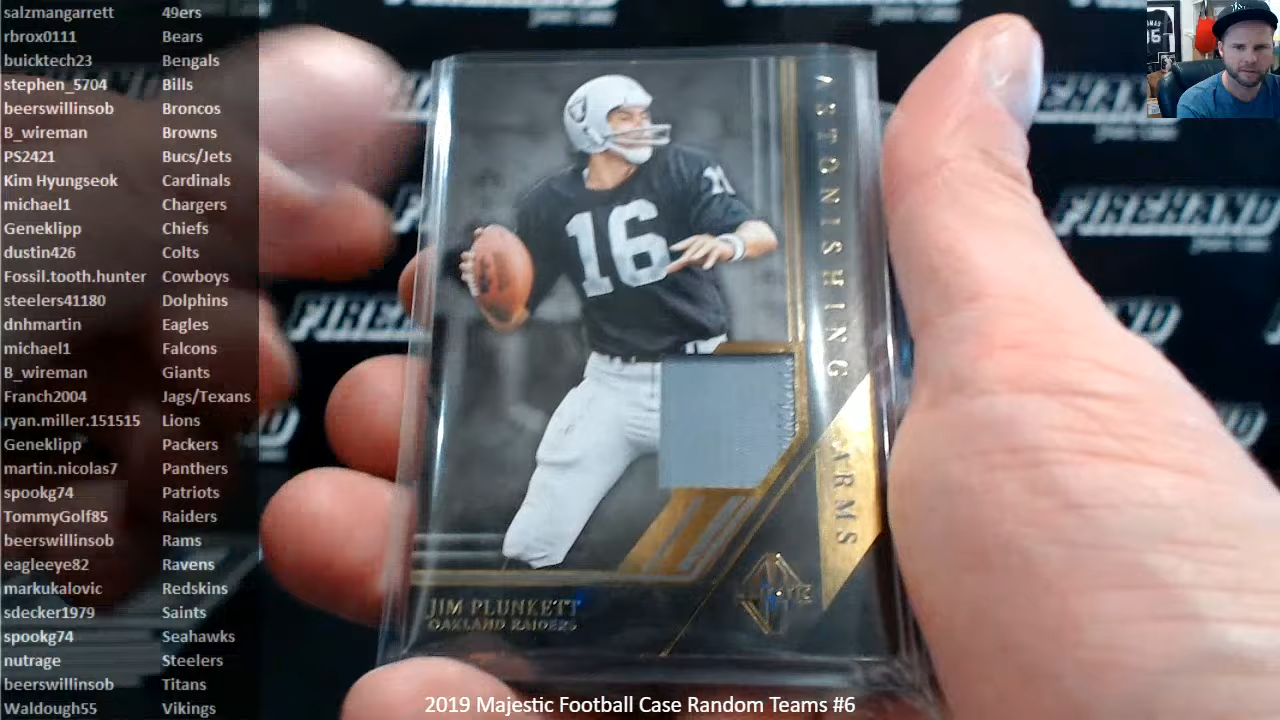 salzmangarrett 49ers
rbrox0111 Bears
buicktech23 Bengals
stephen_5704 Bills
beerswillinsob Broncos
B_wireman Browns
PS2421 Bucs/Jets
Kim Hyungseok Cardinals
michael1 Chargers
Geneklipp Chiefs
dustin426 Colts
Fossil.tooth.hunter Cowboys
steelers41180 Dolphins
dnhmartin Eagles
michael1 Falcons
B_wireman Giants
Franch2004 Jags/Texans
ryan.miller.151515 Lions
Geneklipp Packers
martin.nicolas7 Panthers
spookg74 Patriots
TommyGolf85 Raiders
beerswillinsob Rams
eagleeye82 Ravens
markukalovic Redskins
sdecker1979 Saints
spookg74 Seahawks
nutrage Steelers
beerswillinsob Titans
Waldough55 Vikings
FIREHAND
FIREHAND
16
16
ASTONISHING ARMS
JIM PLUNKETT
OAKLAND RAIDERS
2019 Majestic Football Case Random Teams #6